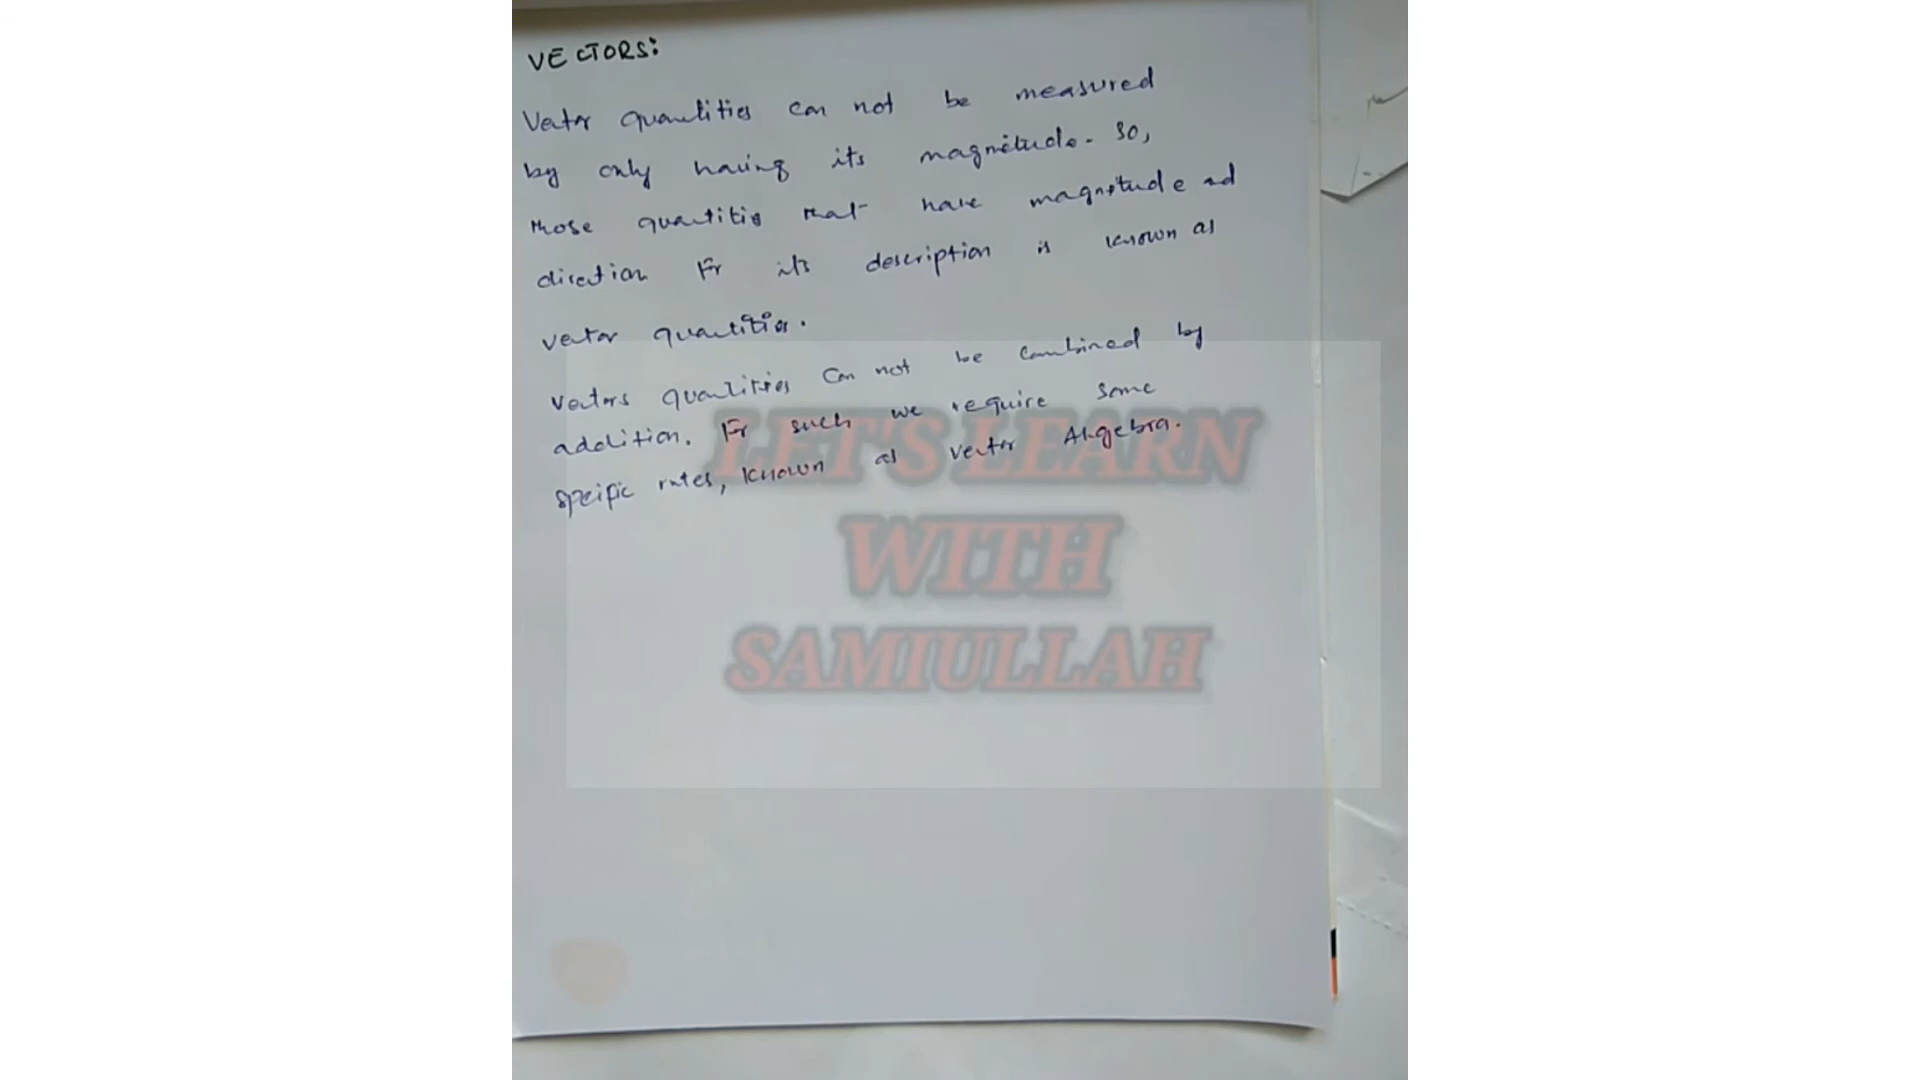 VECTORS:
Vector quantities can not be measured
by only having its magnitude. So,
those quantities that have magnitude and
direction for its description is known as
vector quantities.
Vectors quantities can not be combined by
addition. For such we require some
specific rules, known as vector Algebra.
LET'S LEARN
WITH
SAMIULLAH